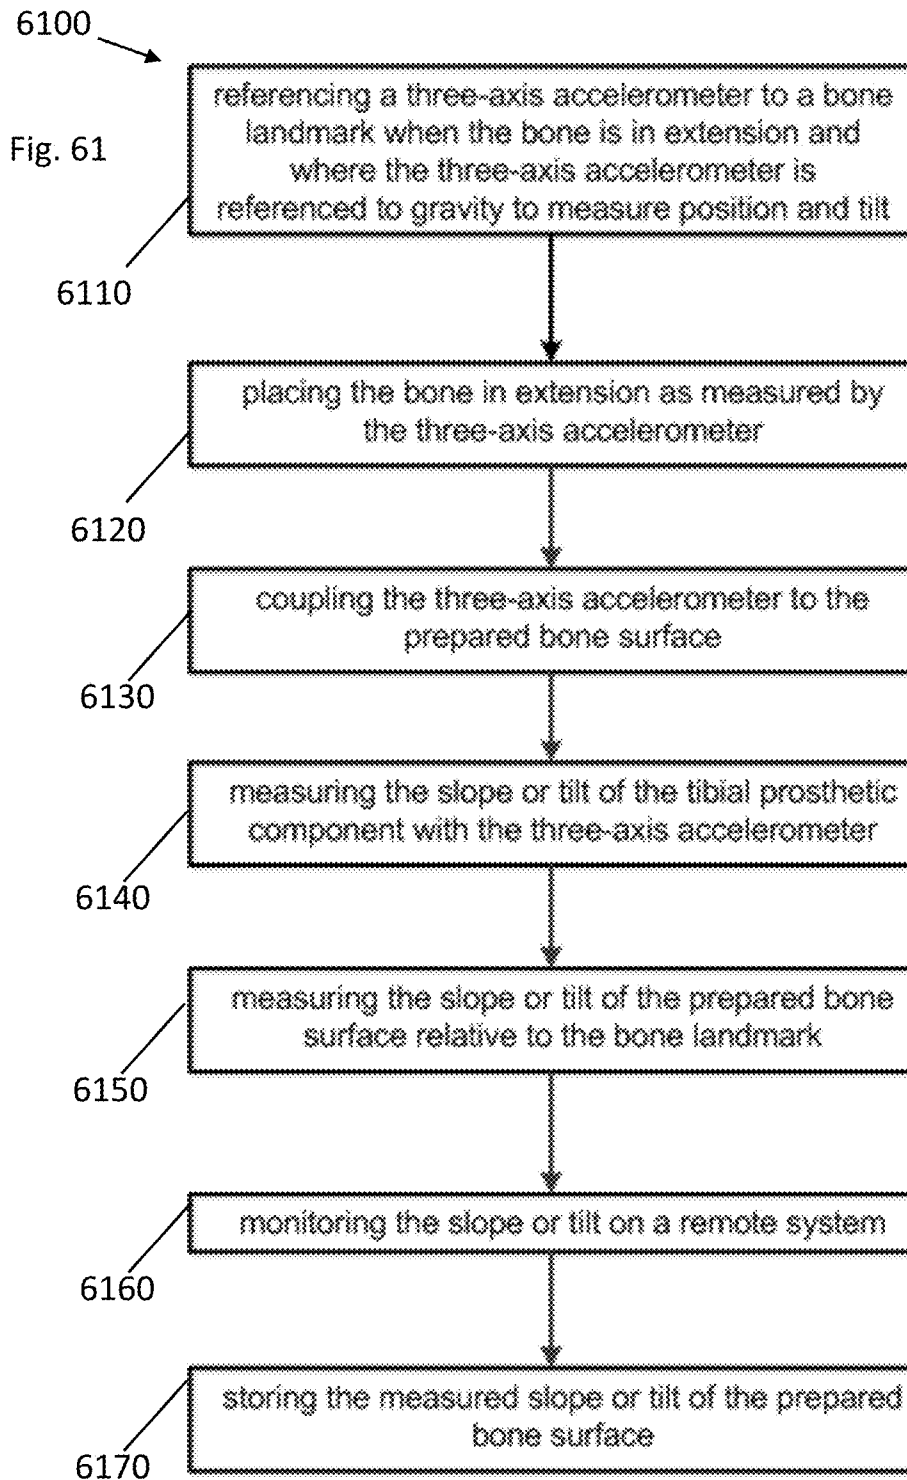 6100
Fig. 61
referencing a three-axis accelerometer to a bone
landmark when the bone is in extension and
where the three-axis accelerometer is
referenced to gravity to measure position and tilt
6110
placing the bone in extension as measured by
the three-axis accelerometer
6120
coupling the three-axis accelerometer to the
prepared bone surface
6130
measuring the slope or tilt of the tibial prosthetic
component with the three-axis accelerometer
6140
measuring the slope or tilt of the prepared bone
surface relative to the bone landmark
6150
monitoring the slope or tilt on a remote system
6160
storing the measured slope or tilt of the prepared
bone surface
6170